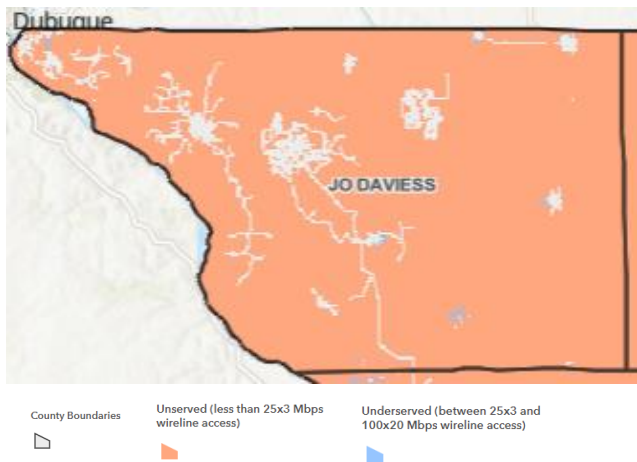 Dubuque
JO DAVIESS
County Boundaries
Unserved (less than 25x3 Mbps
wireline access)
Underserved (between 25x3 and
100x20 Mbps wireline access)